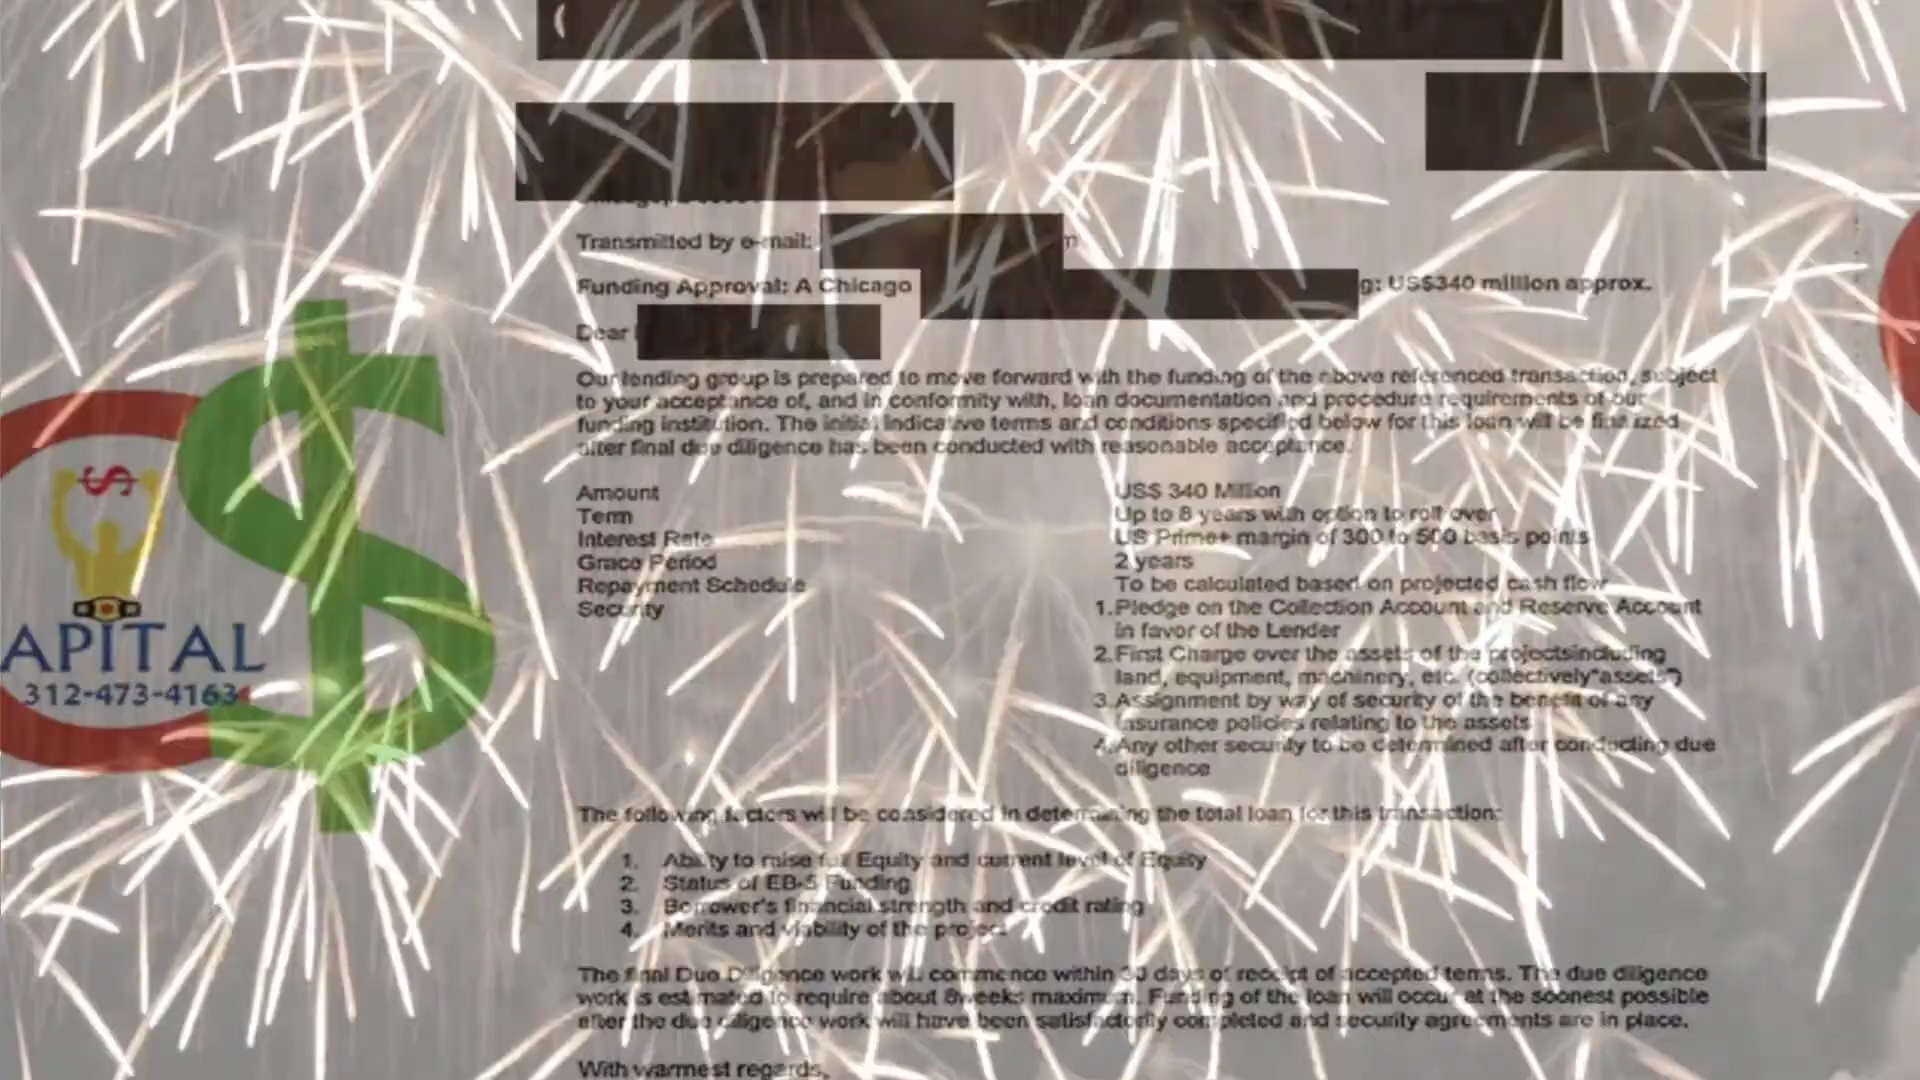 Transmitted by e-mail:
Funding Approval: A Chicago g: US$340 million approx.
Dear
Our lending group is prepared to move forward with the funding of the above referenced transaction, subject
to your acceptance of, and in conformity with, loan documentation and procedure requirements of our
funding institution. The initial indicative terms and conditions specified below for this loan will be finalized
after final due diligence has been conducted with reasonable acceptance.
Amount US$ 340 Million
Term Up to 8 years with option to roll over
Interest Rate US Prime+ margin of 300 to 500 basis points
Grace Period 2 years
Repayment Schedule To be calculated based on projected cash flow
Security 1. Pledge on the Collection Account and Reserve Account
in favor of the Lender
2. First Charge over the assets of the projectsincluding
land, equipment, machinery, etc. (collectively"assets")
3. Assignment by way of security of the benefit of any
insurance policies relating to the assets
4. Any other security to be determined after conducting due
diligence
The following factors will be considered in determining the total loan for this transaction:
1. Ability to raise full Equity and current level of Equity
2. Status of EB-5 Funding
3. Borrower's financial strength and credit rating
4. Merits and viability of the project
The final Due Diligence work will commence within 30 days of receipt of accepted terms. The due diligence
work is estimated to require about 8weeks maximum. Funding of the loan will occur at the soonest possible
after the due diligence work will have been satisfactorily completed and security agreements are in place.
With warmest regards,
$
$
APITAL
312-473-4163